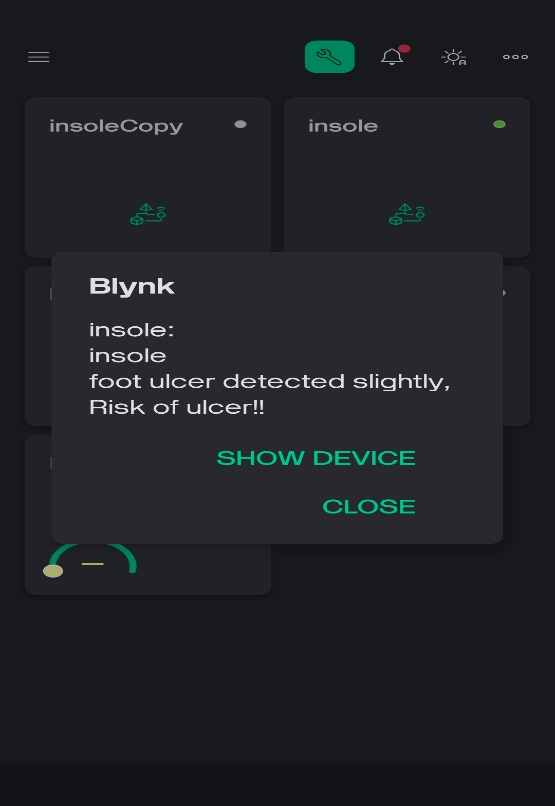 insoleCopy
insole
Blynk
insole:
insole
foot ulcer detected slightly,
Risk of ulcer!!
SHOW DEVICE
CLOSE